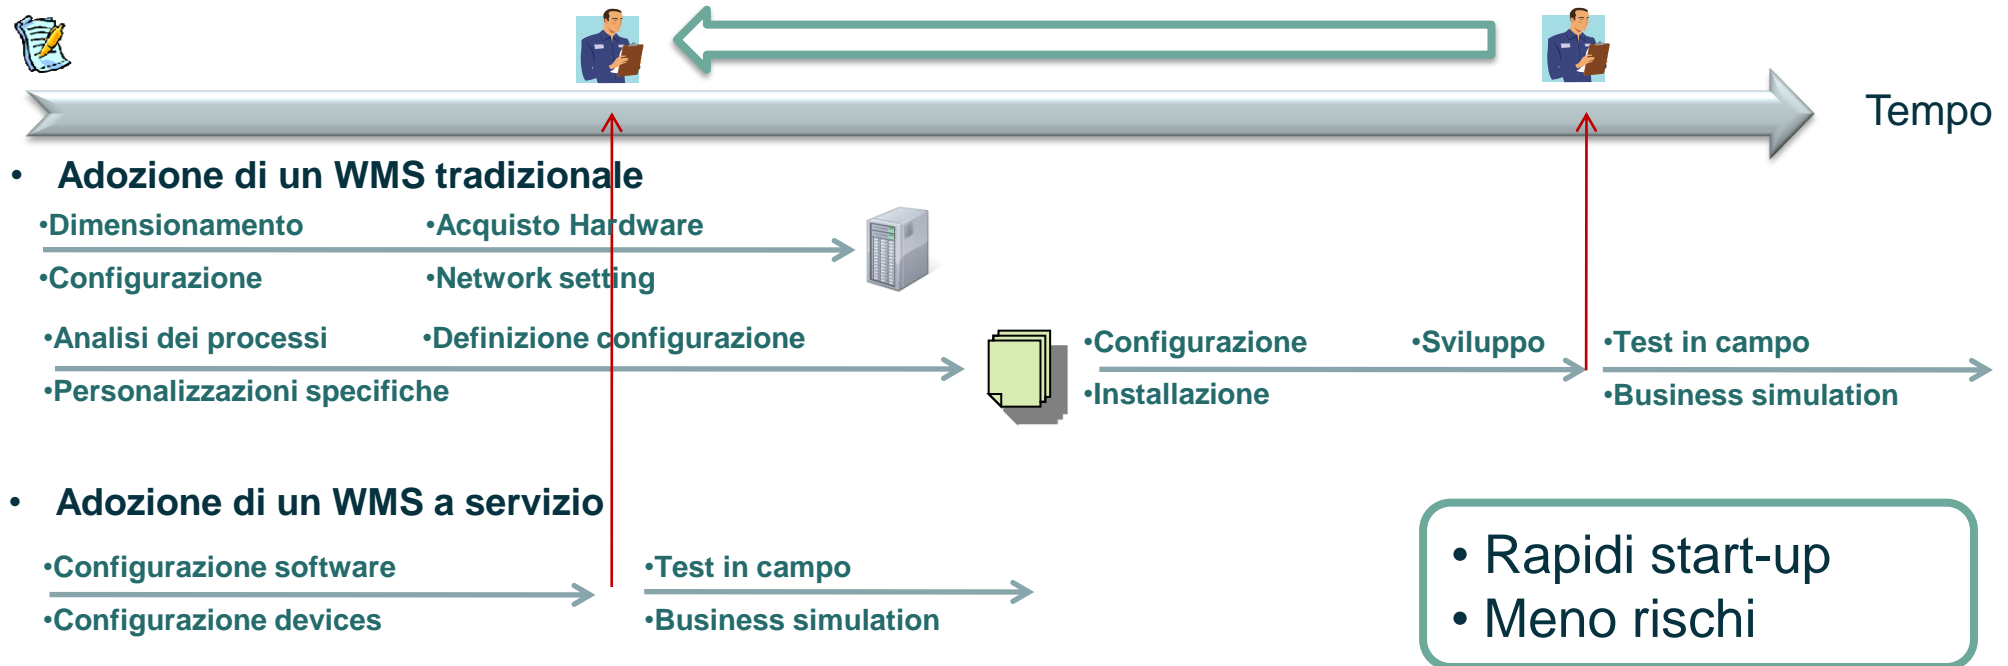 Tempo
• Adozione di un WMS tradizionale
•Dimensionamento •Acquisto Hardware
•Configurazione •Network setting
•Analisi dei processi •Definizione configurazione
•Personalizzazioni specifiche
•Configurazione •Sviluppo
•Installazione
•Test in campo
•Business simulation
• Adozione di un WMS a servizio
•Configurazione software
•Configurazione devices
•Test in campo
•Business simulation
• Rapidi start-up
• Meno rischi